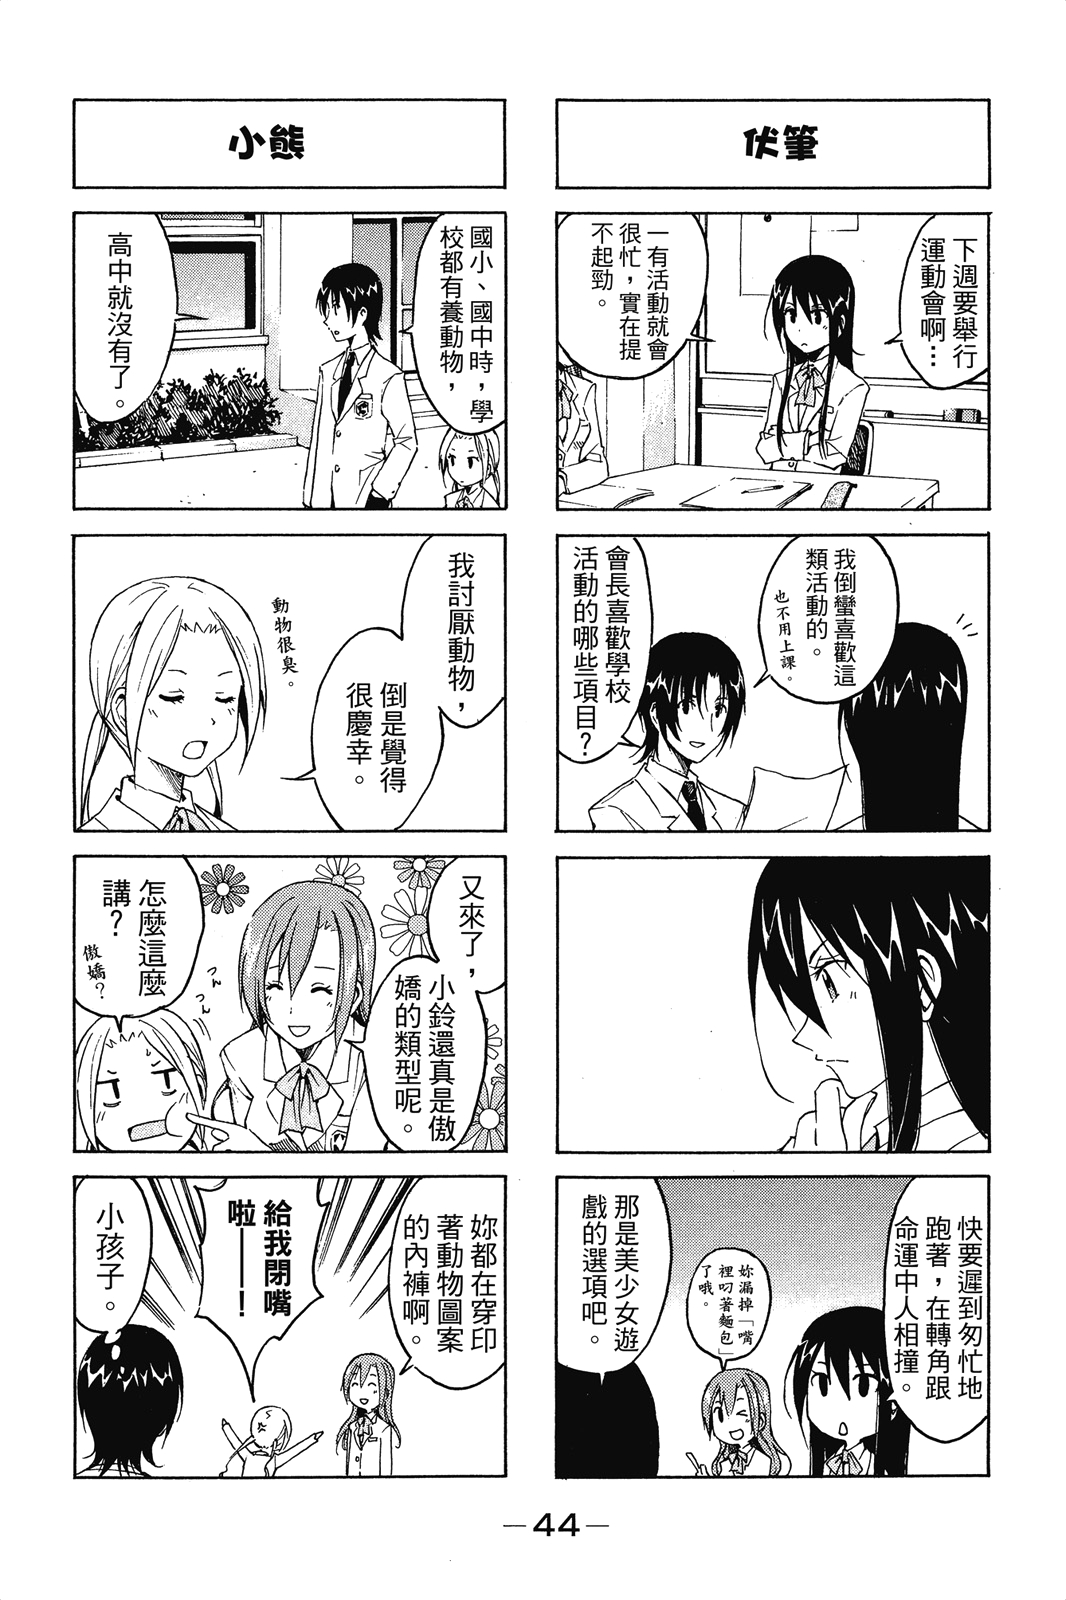 伏筆
下週要舉行
運動會啊…
一有活動就會
很忙，實在提
不起勁。
我倒蠻喜歡這
類活動的。
也不用上課。
會長喜歡學校
活動的哪些項目？
快要遲到匆忙地
跑著，在轉角跟
命運中人相撞。
妳漏掉「嘴
裡叼著麵包」
了哦。
那是美少女遊
戲的選項吧。
小熊
國小、國中時，學
校都有養動物，
高中就沒有了。
我討厭動物，
倒是覺得
很慶幸。
動物很臭。
又來了，
小鈴還真是傲
嬌的類型呢。
つん
つん
怎麼這麼
講？
傲嬌？
妳都在穿印
著動物圖案
的內褲啊。
給我閉嘴
啦——！
小孩子。
—44—